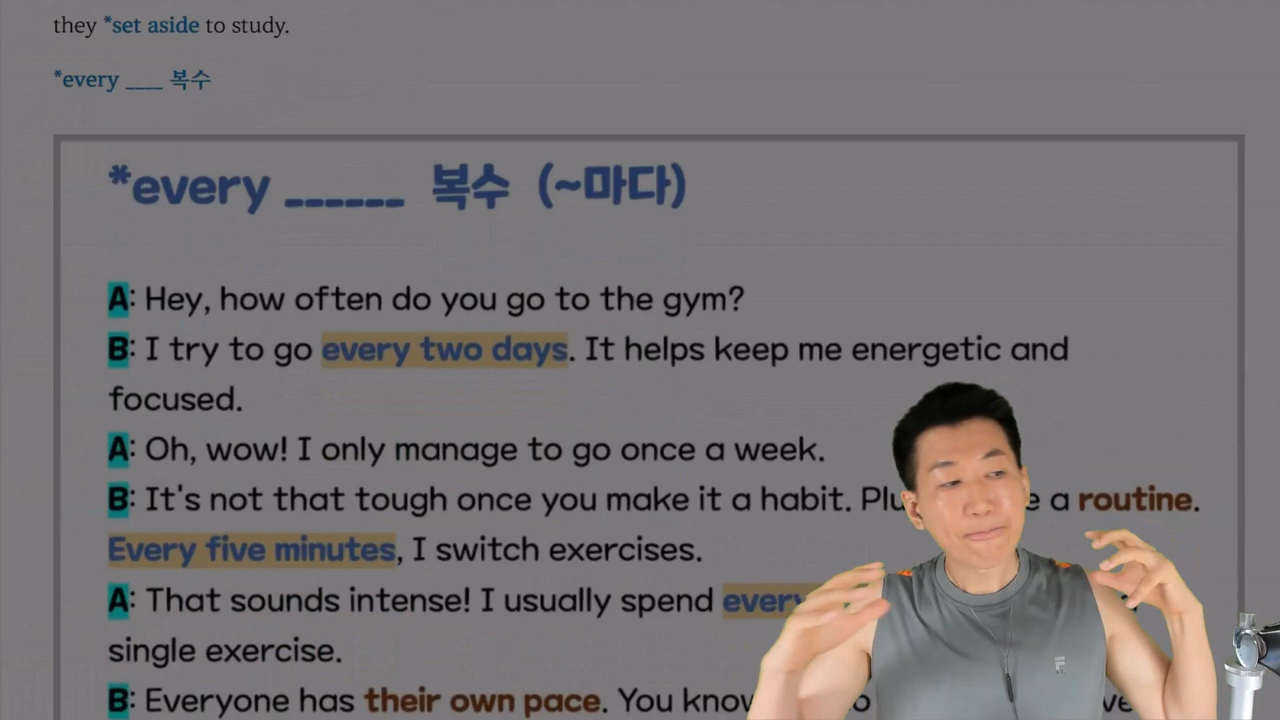 they *set aside to study.
*every ____ 복수
*every ______ 복수 (~마다)
A: Hey, how often do you go to the gym?
B: I try to go every two days. It helps keep me energetic and
focused.
A: Oh, wow! I only manage to go once a week.
B: It's not that tough once you make it a habit. a routine.
Every five minutes, I switch exercises.
A: That sounds intense! I usually spend every
single exercise.
B: Everyone has their own pace. You